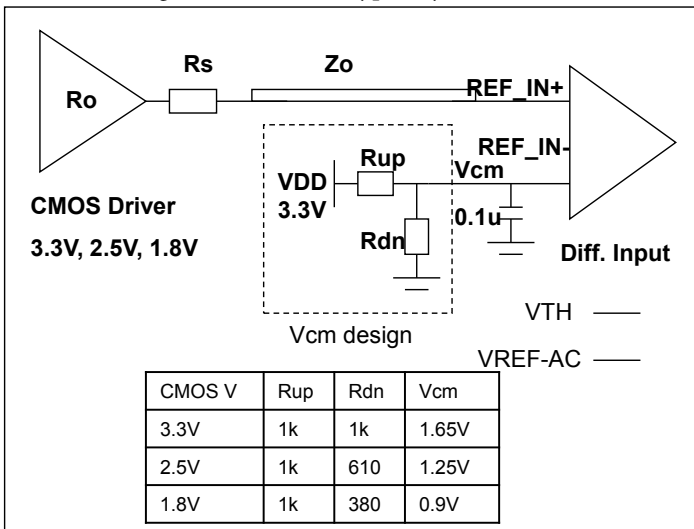 Rs
Zo
Ro
REF_IN+
REF_IN-
Rup
Vcm
VDD
3.3V
0.1u
Rdn
CMOS Driver
3.3V, 2.5V, 1.8V
Diff. Input
Vcm design
VTH
VREF-AC
CMOS V Rup Rdn Vcm
3.3V 1k 1k 1.65V
2.5V 1k 610 1.25V
1.8V 1k 380 0.9V